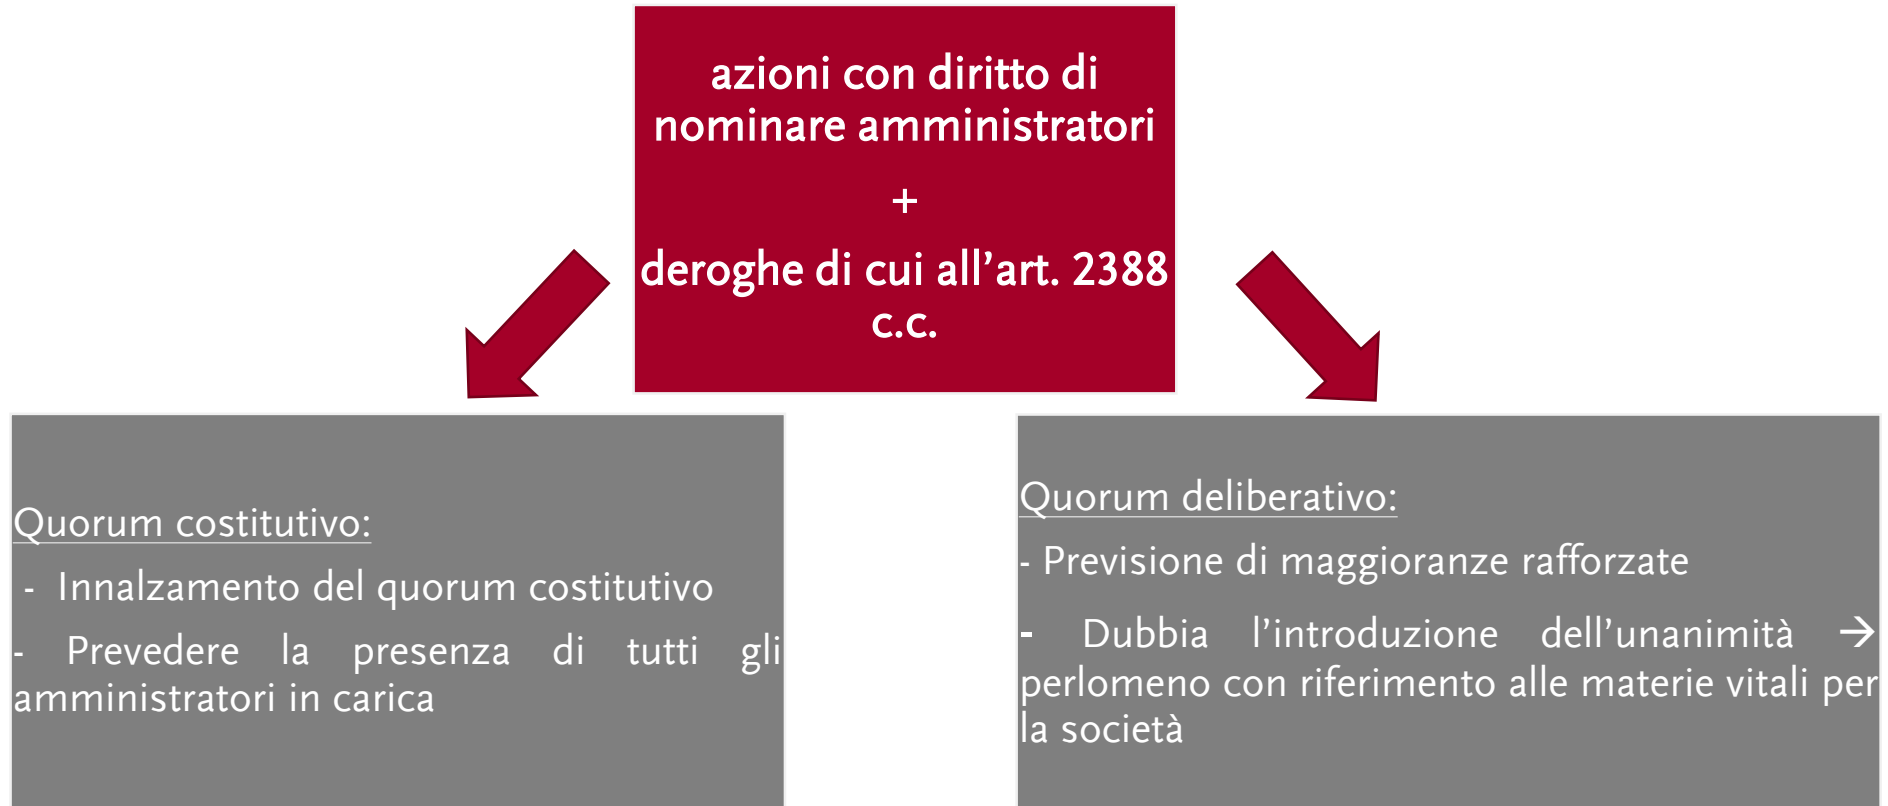 azioni con diritto di
nominare amministratori
+
deroghe di cui all’art. 2388
c.c.
Quorum costitutivo:
- Innalzamento del quorum costitutivo
- Prevedere la presenza di tutti gli
amministratori in carica
Quorum deliberativo:
- Previsione di maggioranze rafforzate
- Dubbia l’introduzione dell’unanimità →
perlomeno con riferimento alle materie vitali per
la società